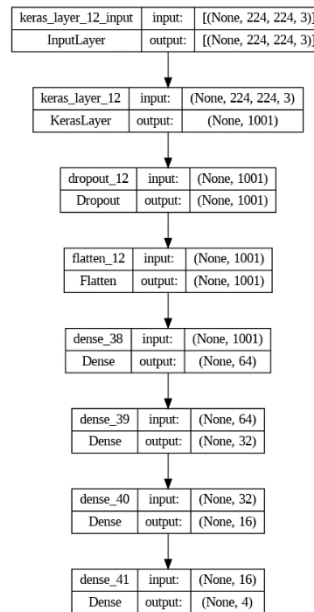 keras_layer_12_input input: [(None, 224, 224, 3)]
InputLayer output: [(None, 224, 224, 3)]
keras_layer_12 input: (None, 224, 224, 3)
KerasLayer output: (None, 1001)
dropout_12 input: (None, 1001)
Dropout output: (None, 1001)
flatten_12 input: (None, 1001)
Flatten output: (None, 1001)
dense_38 input: (None, 1001)
Dense output: (None, 64)
dense_39 input: (None, 64)
Dense output: (None, 32)
dense_40 input: (None, 32)
Dense output: (None, 16)
dense_41 input: (None, 16)
Dense output: (None, 4)